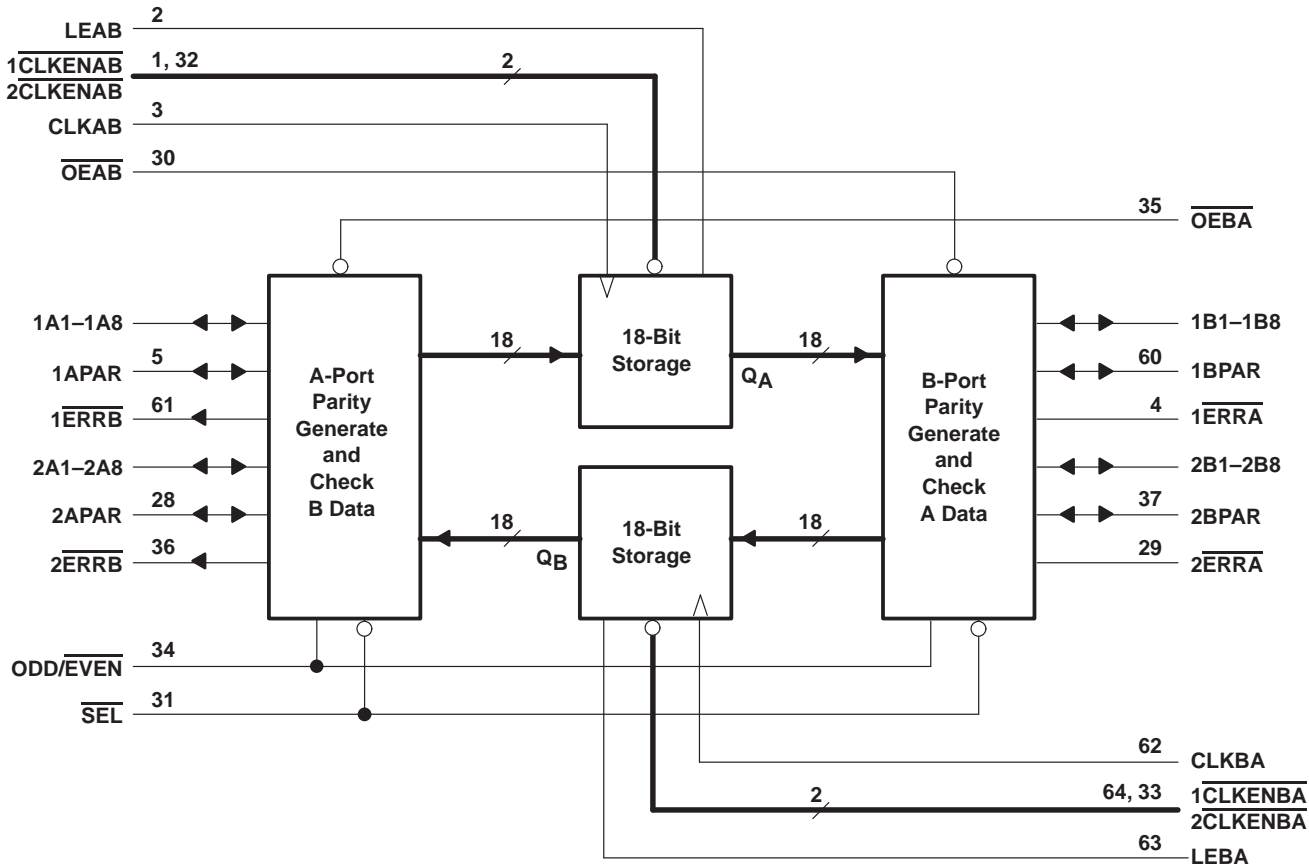 LEAB 2
1CLKENAB 1, 32 2
2CLKENAB
CLKAB 3
OEAB 30
35 OEBA
1A1–1A8
1APAR 5
1ERRB 61
2A1–2A8
2APAR 28
2ERRB 36
A-Port
Parity
Generate
and
Check
B Data
18
18-Bit
Storage
18
QA
18
QB
18-Bit
Storage
18
B-Port
Parity
Generate
and
Check
A Data
1B1–1B8
60 1BPAR
4 1ERRA
2B1–2B8
37 2BPAR
29 2ERRA
ODD/EVEN 34
SEL 31
62 CLKBA
2 64, 33 1CLKENBA
2CLKENBA
63 LEBA